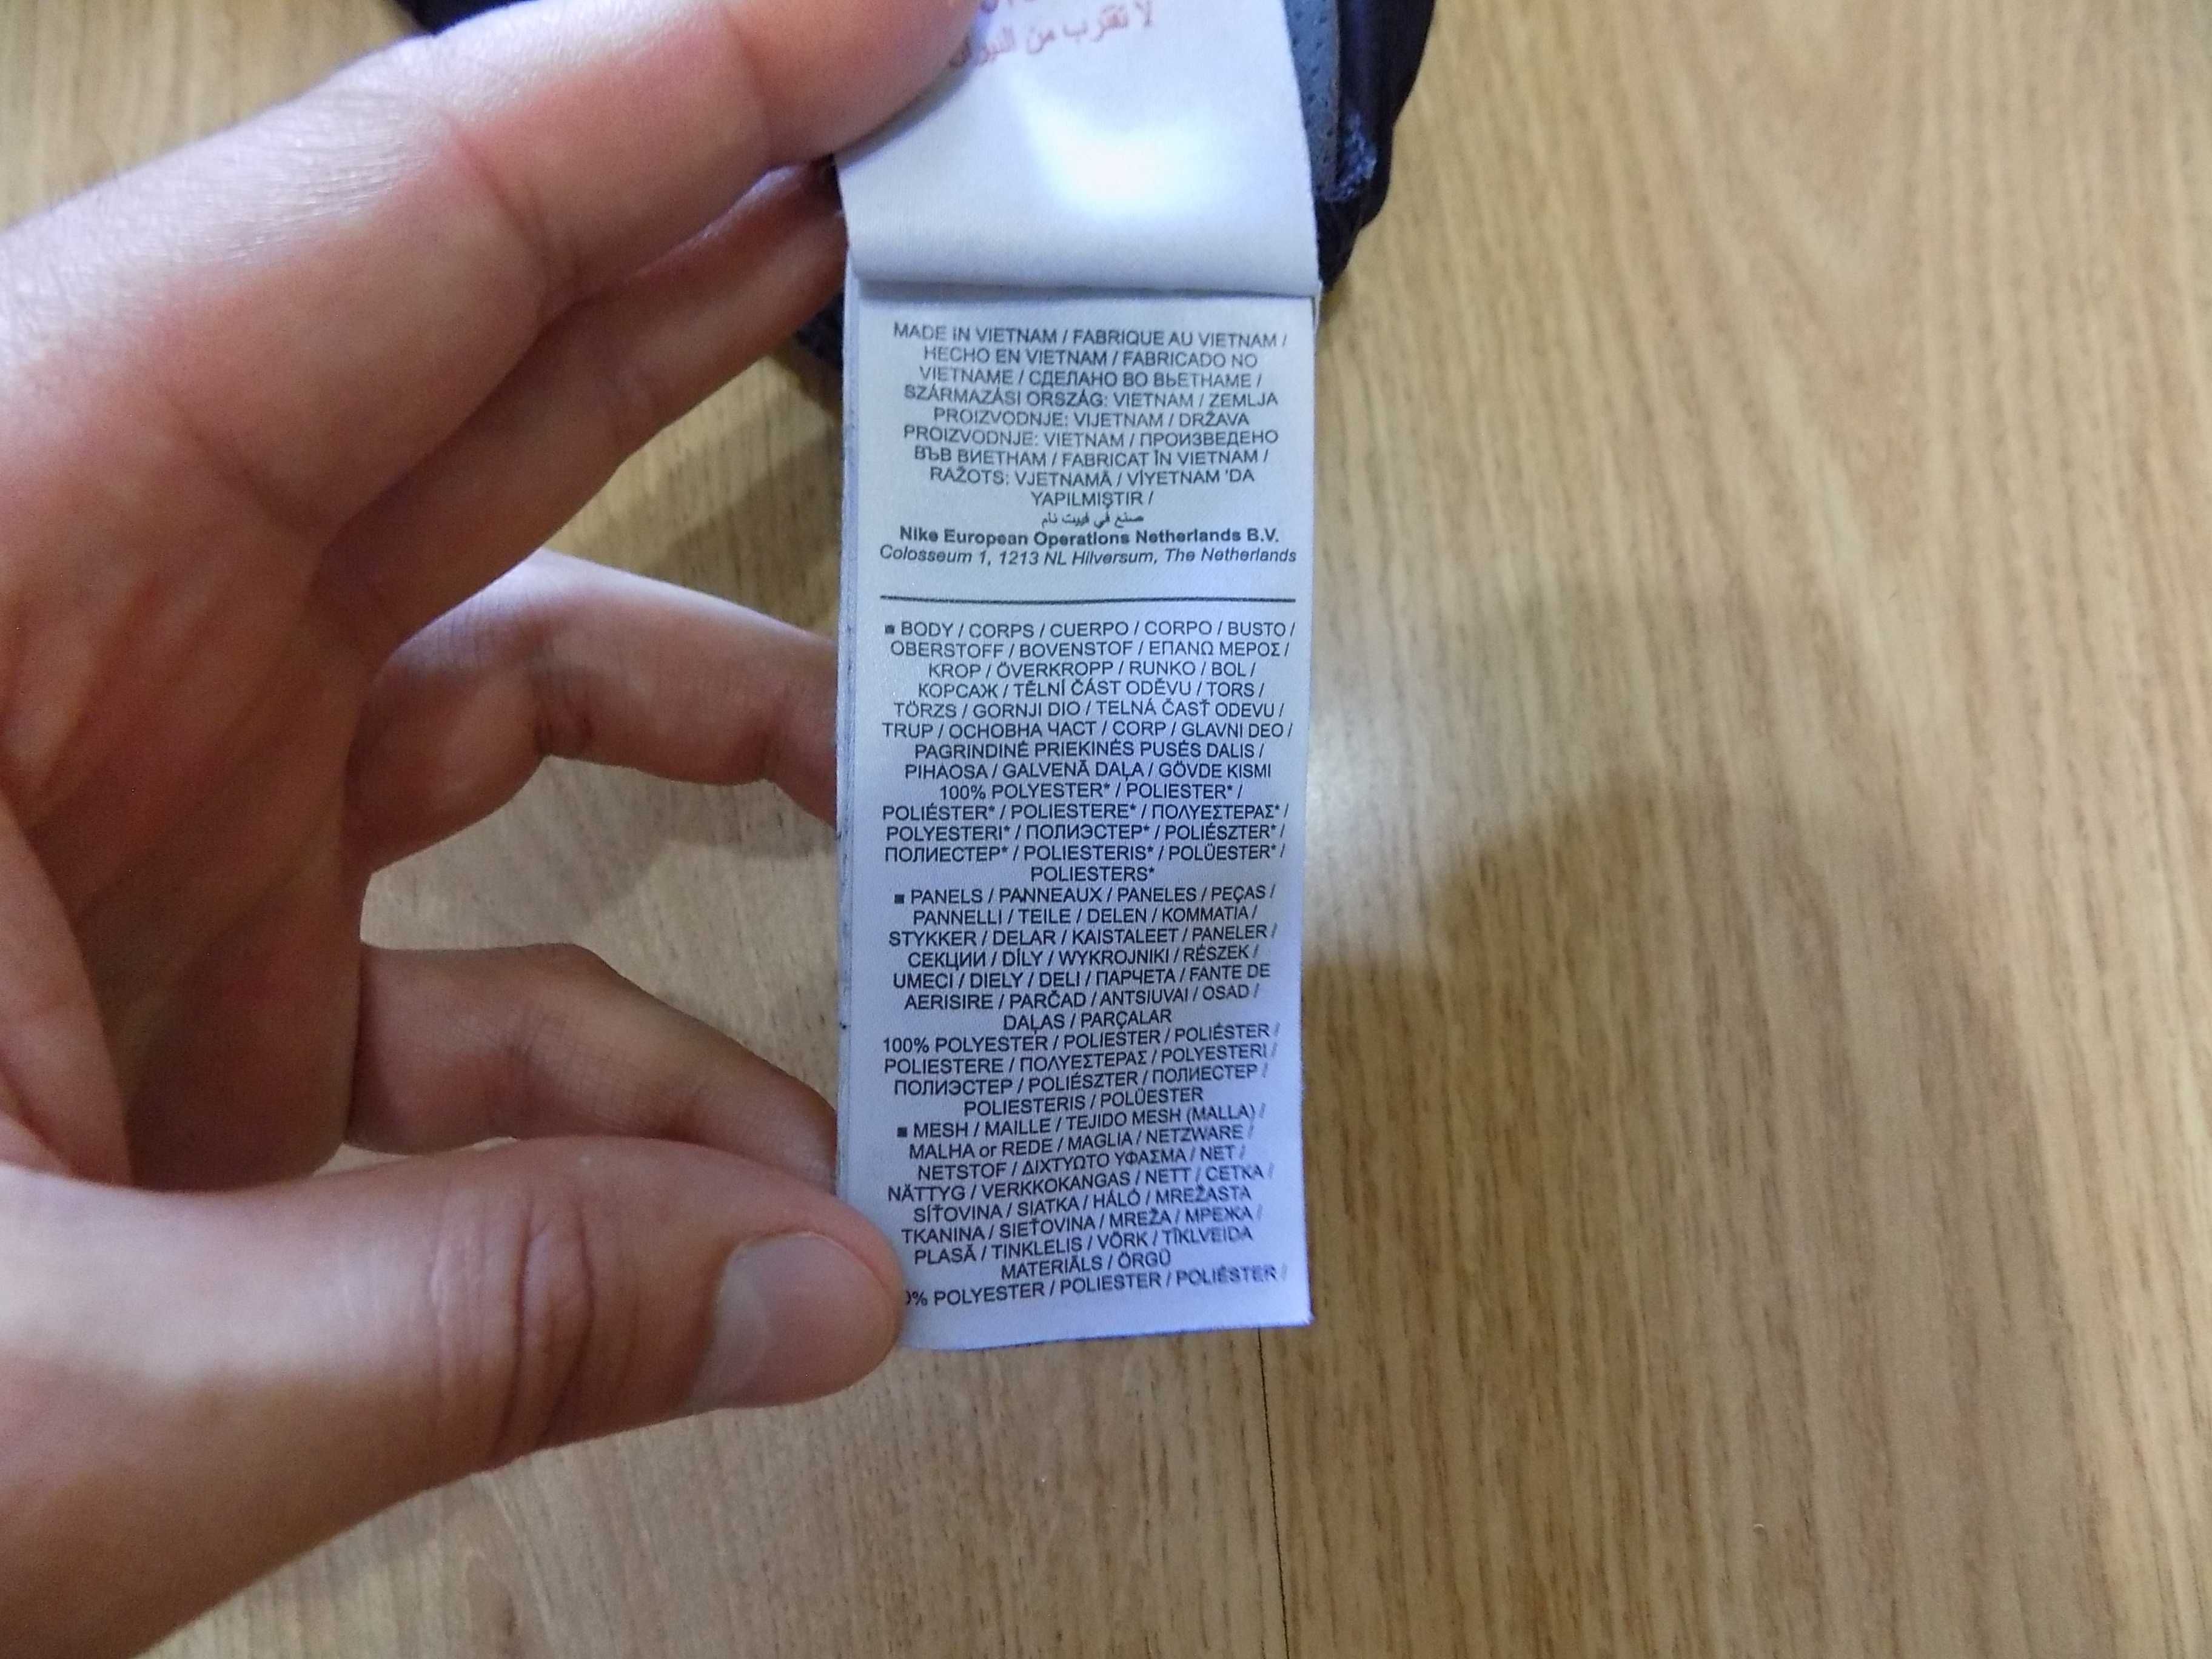 لا تقترب من النيران
MADE IN VIETNAM / FABRIQUE AU VIETNAM /
HECHO EN VIETNAM / FABRICADO NO
VIETNAME / СДЕЛАНО ВО ВЬЕТНАМЕ /
SZÁRMAZÁSI ORSZÁG: VIETNAM / ZEMLJA
PROIZVODNJE: VIJETNAM / DRŽAVA
PROIZVODNJE: VIETNAM / ПРОИЗВЕДЕНО
ВЪВ ВИЕТНАМ / FABRICAT ÎN VIETNAM /
RAŽOTS: VJETNAMĀ / VİYETNAM 'DA
YAPILMIŞTIR /
صنع في فييت نام
Nike European Operations Netherlands B.V.
Colosseum 1, 1213 NL Hilversum, The Netherlands
■ BODY / CORPS / CUERPO / CORPO / BUSTO /
OBERSTOFF / BOVENSTOF / ΕΠΑΝΩ ΜΕΡΟΣ /
KROP / ÖVERKROPP / RUNKO / BOL /
КОРСАЖ / TĚLNÍ ČÁST ODĚVU / TORS /
TÖRZS / GORNJI DIO / TELNÁ ČASŤ ODEVU /
TRUP / ОСНОВНА ЧАСТ / CORP / GLAVNI DEO /
PAGRINDINĖ PRIEKINĖS PUSĖS DALIS /
PIHAOSA / GALVENĀ DAĻA / GÖVDE KISMI
100% POLYESTER* / POLIESTER* /
POLIÉSTER* / POLIESTERE* / ΠΟΛΥΕΣΤΕΡΑΣ* /
POLYESTERI* / ПОЛИЭСТЕР* / POLIÉSZTER* /
ПОЛИЕСТЕР* / POLIESTERIS* / POLÜESTER* /
POLIESTERS*
■ PANELS / PANNEAUX / PANELES / PEÇAS /
PANNELLI / TEILE / DELEN / ΚΟΜΜΑΤΙΑ /
STYKKER / DELAR / KAISTALEET / PANELER /
СЕКЦИИ / DÍLY / WYKROJNIKI / RÉSZEK /
UMECI / DIELY / DELI / ПАРЧЕТА / FANTE DE
AERISIRE / PARČAD / ANTSIUVAI / OSAD /
DAĻAS / PARÇALAR
100% POLYESTER / POLIESTER / POLIÉSTER /
POLIESTERE / ΠΟΛΥΕΣΤΕΡΑΣ / POLYESTERI /
ПОЛИЭСТЕР / POLIÉSZTER / ПОЛИЕСТЕР /
POLIESTERIS / POLÜESTER
■ MESH / MAILLE / TEJIDO MESH (MALLA) /
MALHA or REDE / MAGLIA / NETZWARE /
NETSTOF / ΔΙΧΤΥΩΤΟ ΥΦΑΣΜΑ / NET /
NÄTTYG / VERKKOKANGAS / NETT / СЕТКА /
SÍŤOVINA / SIATKA / HÁLÓ / MREŽASTA
TKANINA / SIEŤOVINA / MREŽA / МРЕЖА /
PLASĂ / TINKLELIS / VÕRK / TĪKLVEIDA
MATERIĀLS / ÖRGÜ
% POLYESTER / POLIESTER / POLIÉSTER /